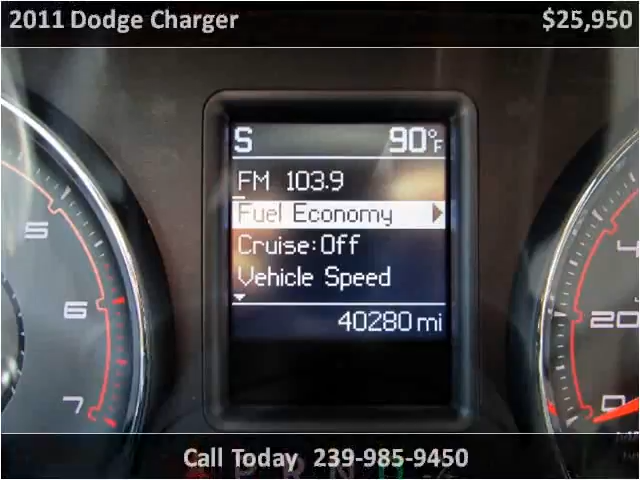 2011 Dodge Charger $25,950
S 90°F
FM 103.9
Fuel Economy
Cruise:Off
Vehicle Speed
40280 mi
5
6
7
4
20
0
Call Today 239-985-9450
P R N D